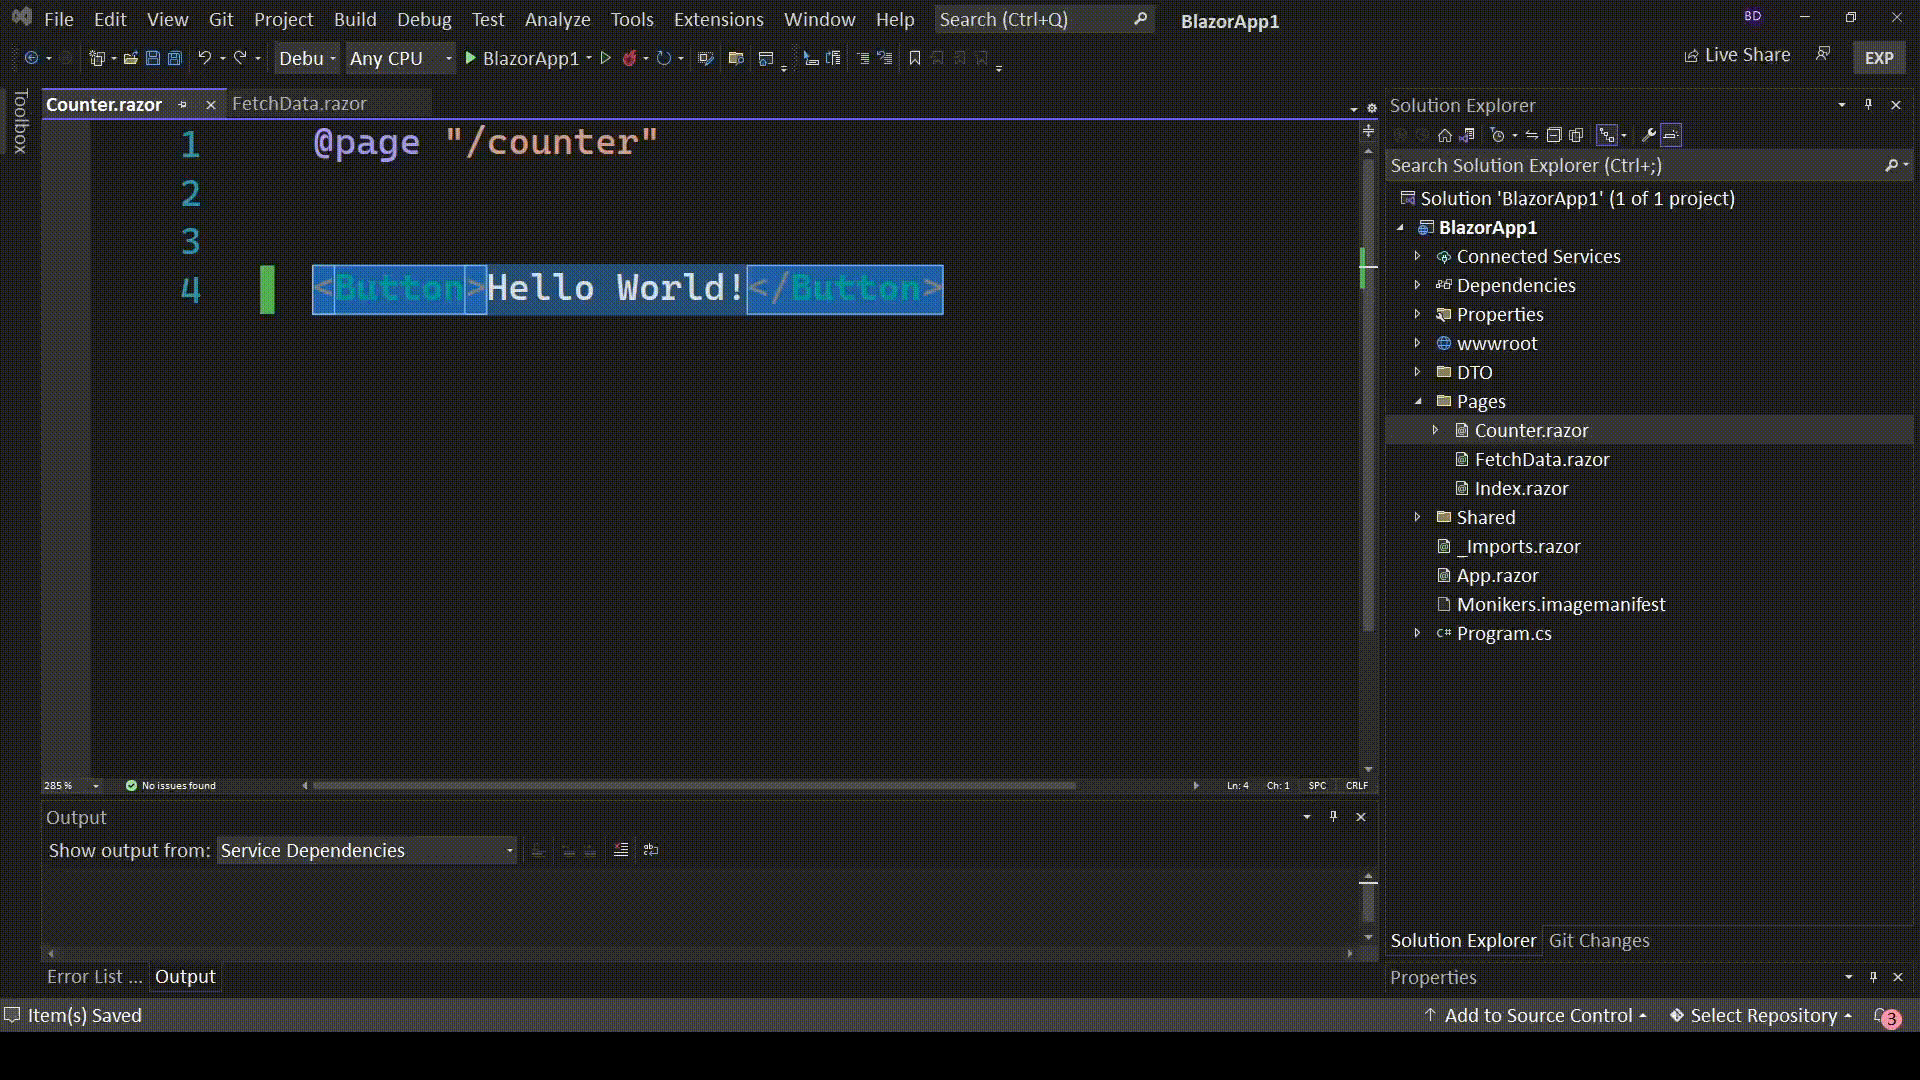 File Edit View Git Project Build Debug Test Analyze Tools Extensions Window Help Search (Ctrl+Q) BlazorApp1 BD
Debu Any CPU BlazorApp1 Live Share EXP
Toolbox
Counter.razor FetchData.razor
1 @page "/counter"
2
3
4 <Button>Hello World!</Button>
285 % No issues found Ln: 4 Ch: 1 SPC CRLF
Output
Show output from: Service Dependencies
Error List ... Output
Solution Explorer
Search Solution Explorer (Ctrl+;)
Solution 'BlazorApp1' (1 of 1 project)
BlazorApp1
Connected Services
Dependencies
Properties
wwwroot
DTO
Pages
Counter.razor
FetchData.razor
Index.razor
Shared
_Imports.razor
App.razor
Monikers.imagemanifest
C# Program.cs
Solution Explorer Git Changes
Properties
Item(s) Saved Add to Source Control Select Repository 3